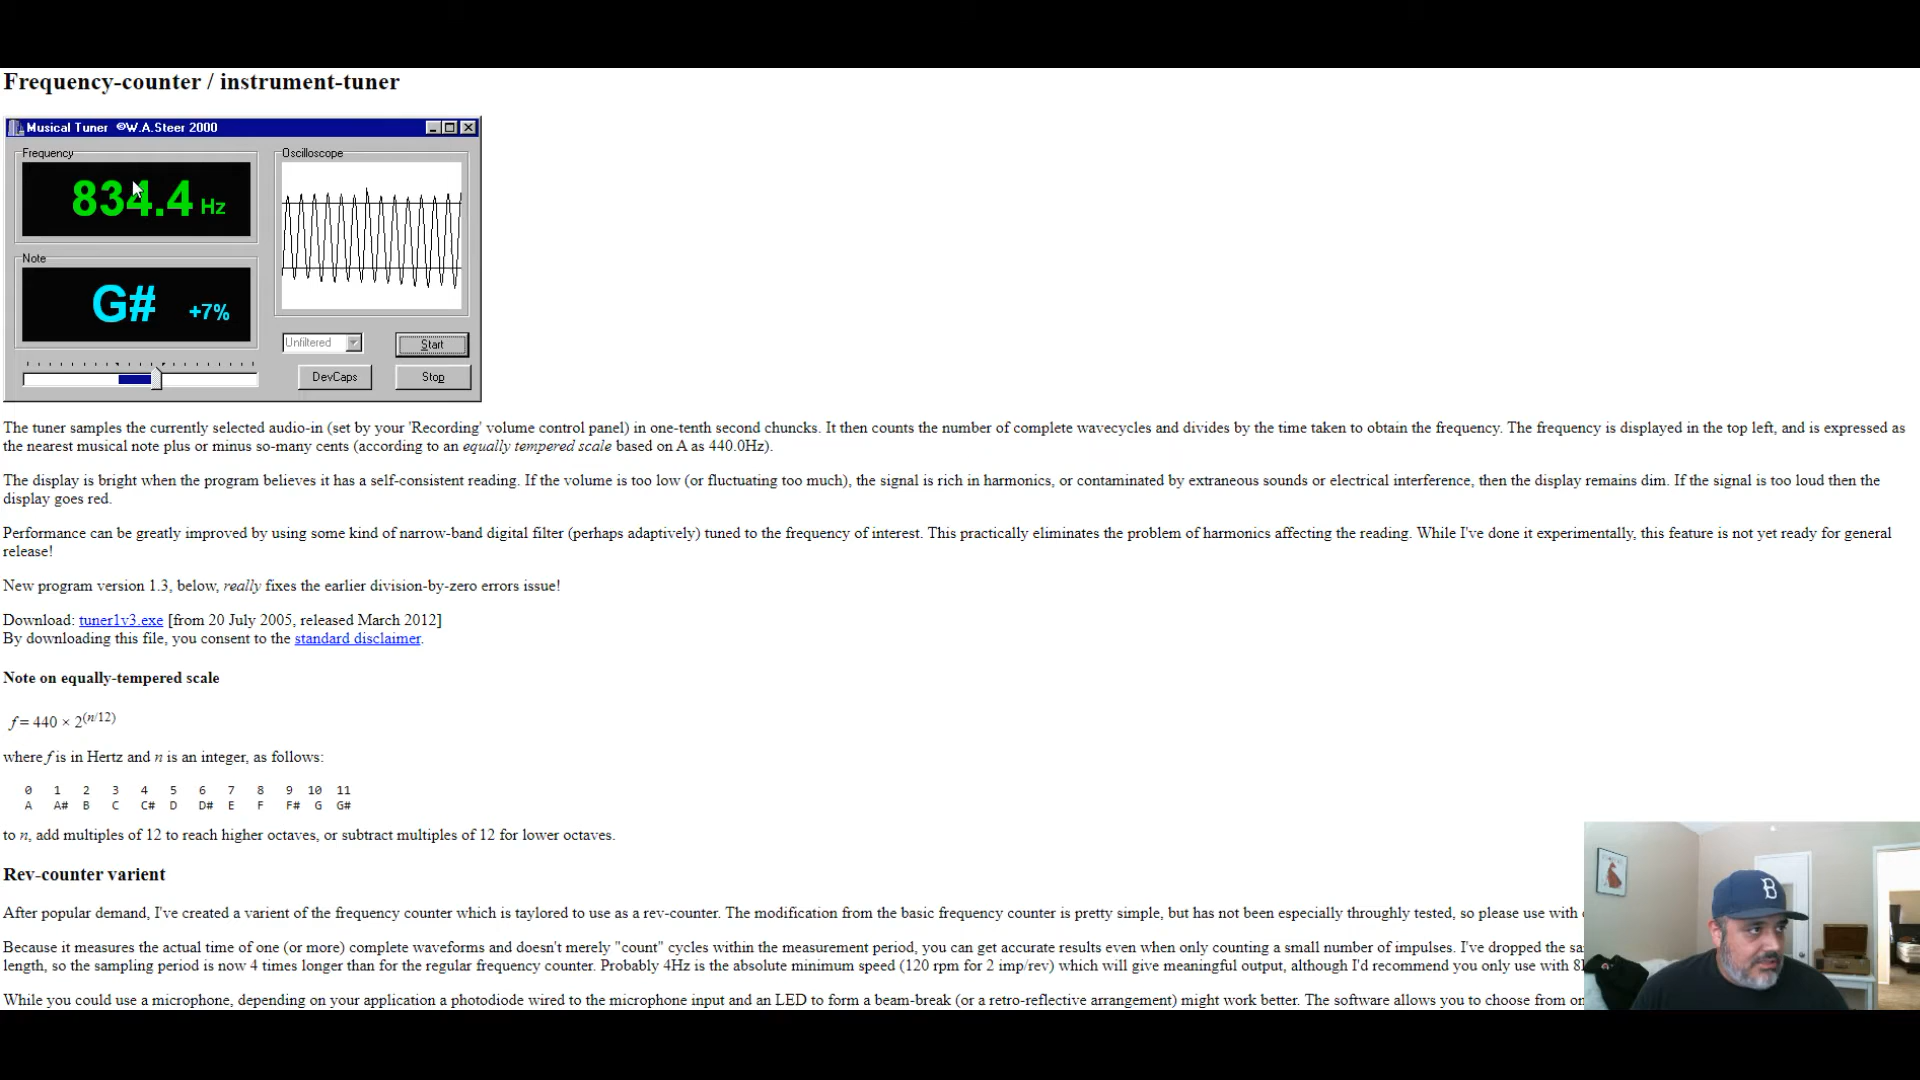 Frequency-counter / instrument-tuner
Musical Tuner ©W.A.Steer 2000
Frequency
834.4 Hz
Oscilloscope
Note
G# +7%
Unfiltered
Start
DevCaps
Stop
The tuner samples the currently selected audio-in (set by your 'Recording' volume control panel) in one-tenth second chuncks. It then counts the number of complete wavecycles and divides by the time taken to obtain the frequency. The frequency is displayed in the top left, and is expressed as
the nearest musical note plus or minus so-many cents (according to an equally tempered scale based on A as 440.0Hz).
The display is bright when the program believes it has a self-consistent reading. If the volume is too low (or fluctuating too much), the signal is rich in harmonics, or contaminated by extraneous sounds or electrical interference, then the display remains dim. If the signal is too loud then the
display goes red.
Performance can be greatly improved by using some kind of narrow-band digital filter (perhaps adaptively) tuned to the frequency of interest. This practically eliminates the problem of harmonics affecting the reading. While I've done it experimentally, this feature is not yet ready for general
release!
New program version 1.3, below, really fixes the earlier division-by-zero errors issue!
Download: tuner1v3.exe [from 20 July 2005, released March 2012]
By downloading this file, you consent to the standard disclaimer.
Note on equally-tempered scale
f = 440 × 2^(n/12)
where f is in Hertz and n is an integer, as follows:
0 1 2 3 4 5 6 7 8 9 10 11
A A# B C C# D D# E F F# G G#
to n, add multiples of 12 to reach higher octaves, or subtract multiples of 12 for lower octaves.
Rev-counter varient
After popular demand, I've created a varient of the frequency counter which is taylored to use as a rev-counter. The modification from the basic frequency counter is pretty simple, but has not been especially throughly tested, so please use with
Because it measures the actual time of one (or more) complete waveforms and doesn't merely "count" cycles within the measurement period, you can get accurate results even when only counting a small number of impulses. I've dropped the
length, so the sampling period is now 4 times longer than for the regular frequency counter. Probably 4Hz is the absolute minimum speed (120 rpm for 2 imp/rev) which will give meaningful output, although I'd recommend you only use with
While you could use a microphone, depending on your application a photodiode wired to the microphone input and an LED to form a beam-break (or a retro-reflective arrangement) might work better. The software allows you to choose from
B